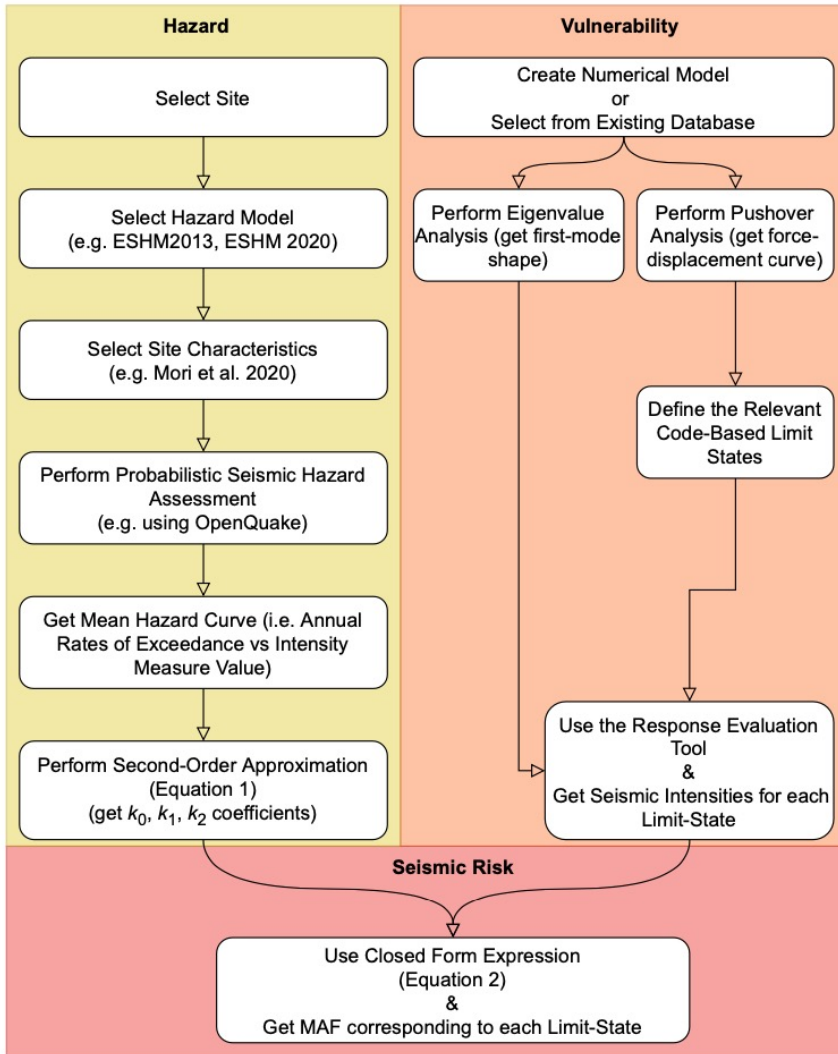 Hazard
Select Site
Select Hazard Model
(e.g. ESHM2013, ESHM 2020)
Select Site Characteristics
(e.g. Mori et al. 2020)
Perform Probabilistic Seismic Hazard
Assessment
(e.g. using OpenQuake)
Get Mean Hazard Curve (i.e. Annual
Rates of Exceedance vs Intensity
Measure Value)
Perform Second-Order Approximation
(Equation 1)
(get k₀, k₁, k₂ coefficients)
Vulnerability
Create Numerical Model
or
Select from Existing Database
Perform Eigenvalue
Analysis (get first-mode
shape)
Perform Pushover
Analysis (get force-
displacement curve)
Define the Relevant
Code-Based Limit
States
Use the Response Evaluation
Tool
&
Get Seismic Intensities for each
Limit-State
Seismic Risk
Use Closed Form Expression
(Equation 2)
&
Get MAF corresponding to each Limit-State